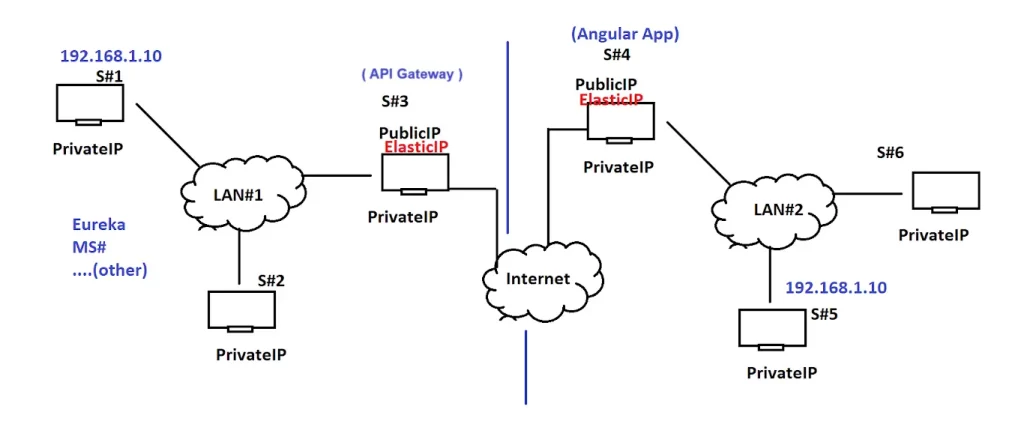 192.168.1.10
S#1
PrivateIP
LAN#1
Eureka
MS#
....(other)
S#2
PrivateIP
( API Gateway )
S#3
PublicIP
ElasticIP
PrivateIP
Internet
(Angular App)
S#4
PublicIP
ElasticIP
PrivateIP
LAN#2
S#6
PrivateIP
192.168.1.10
S#5
PrivateIP